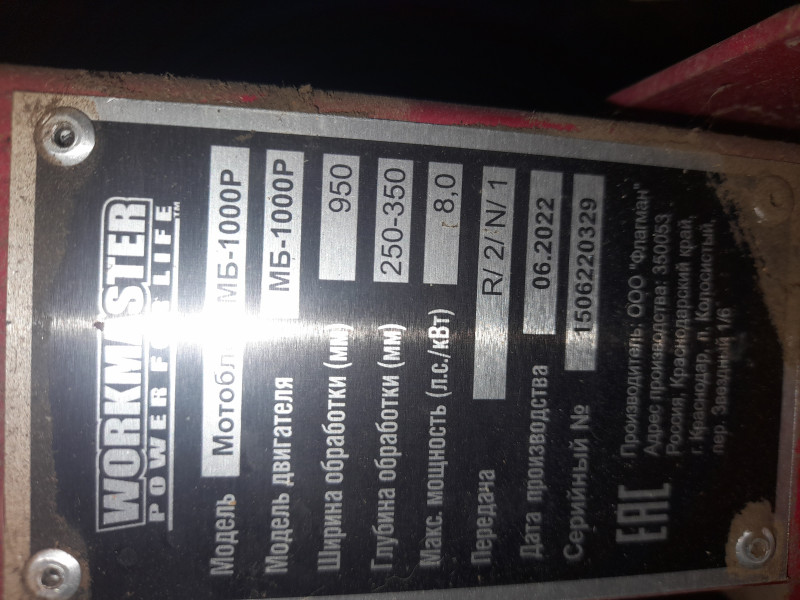 WORKMASTER
POWER FOR LIFE™
Модель Мотоблок МБ-1000Р
Модель двигателя МБ-1000Р
Ширина обработки (мм) 950
Глубина обработки (мм) 250-350
Макс. мощность (л.с./кВт) 8,0
Передача R/ 2/ N/ 1
Дата производства 06.2022
Серийный № 1506220329
EAC
Производитель: ООО "Флагман"
Адрес производства: 350053
Россия, Краснодарский край,
г. Краснодар, п. Колосистый,
пер. Звездный 1/6